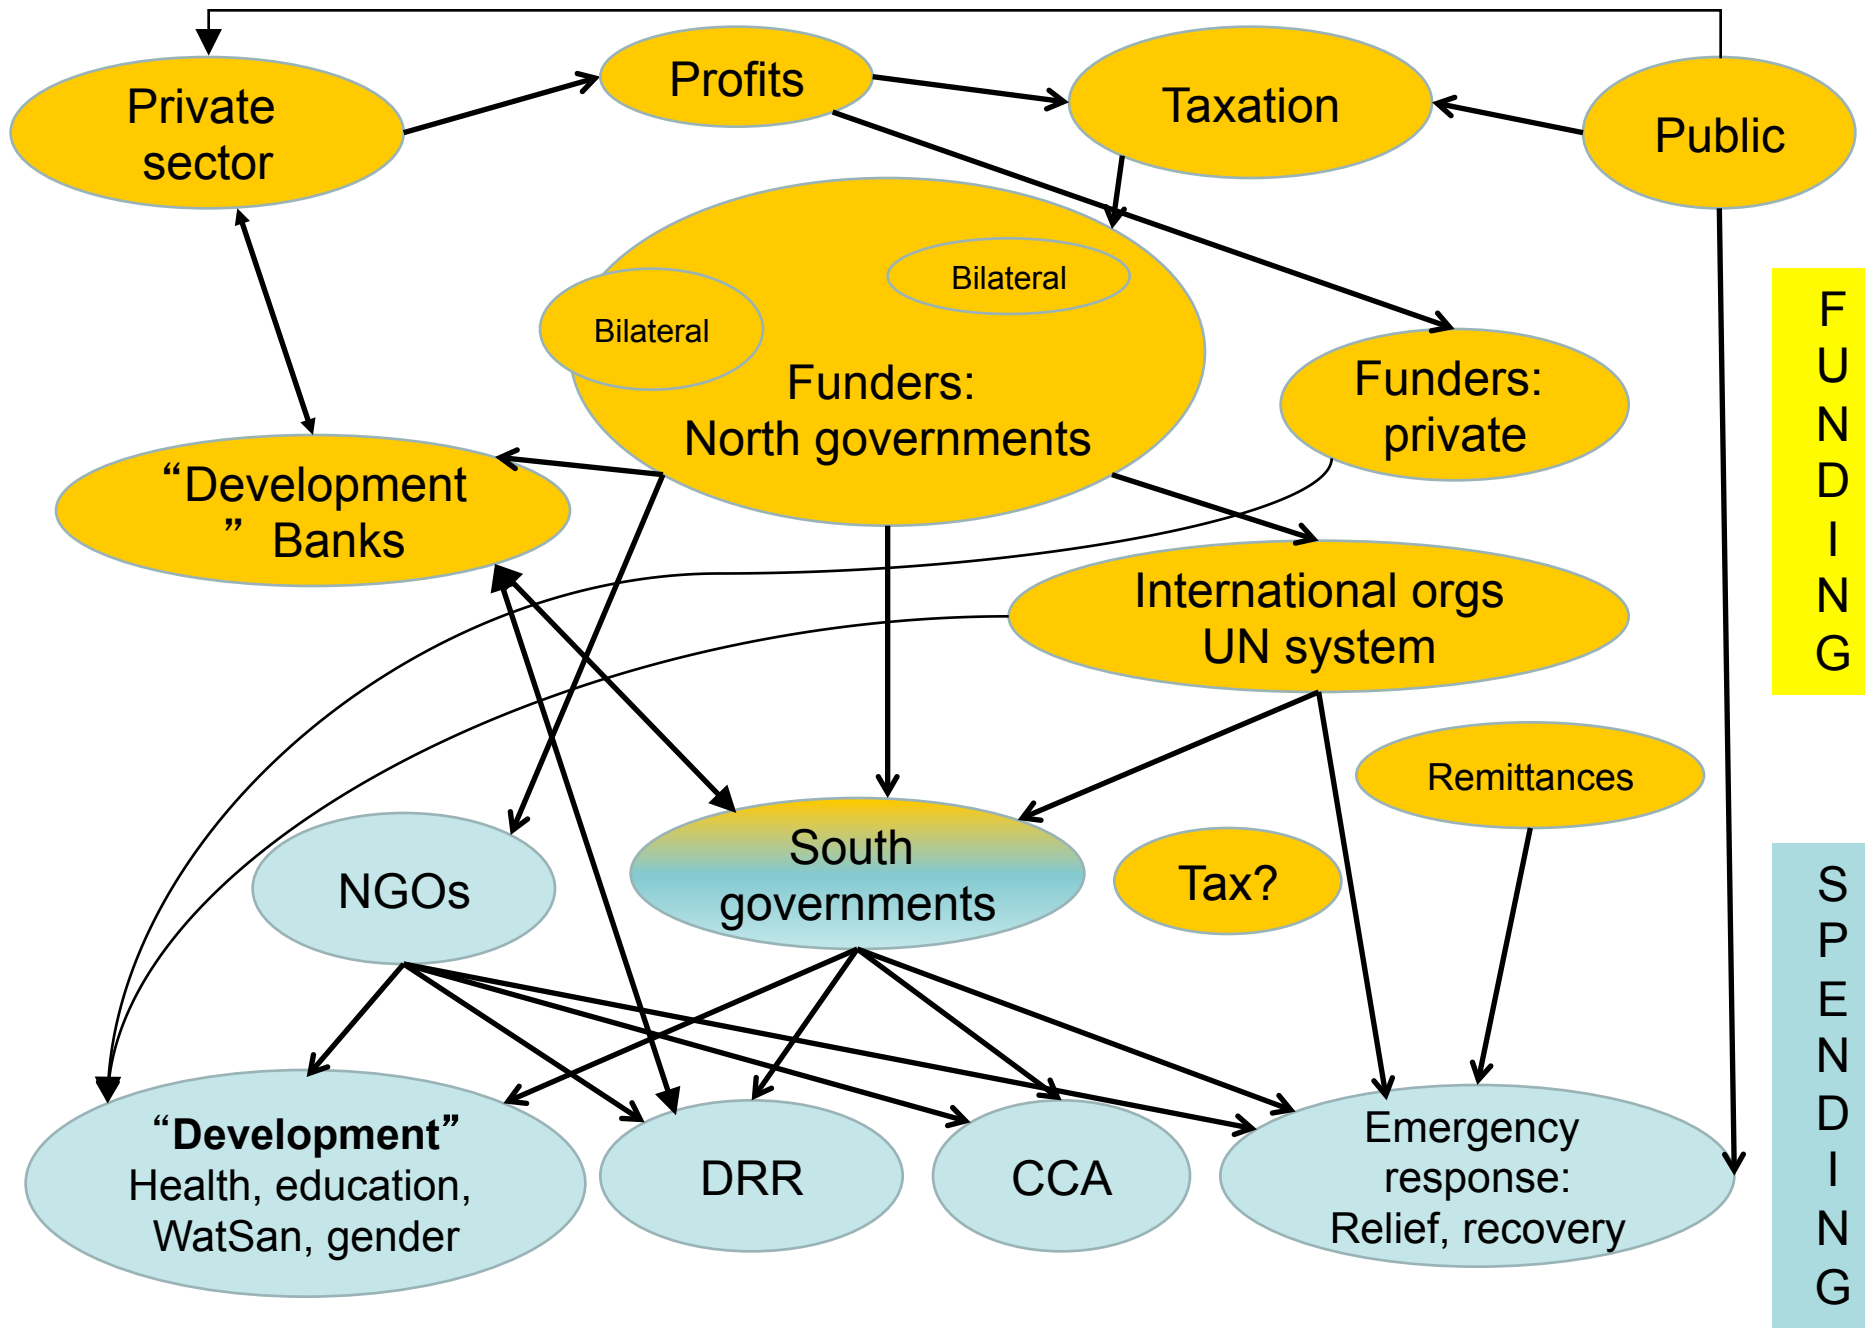 Private
sector
Profits
Taxation
Public
Bilateral
Bilateral
Funders:
North governments
Funders:
private
“Development
” Banks
International orgs
UN system
Remittances
NGOs
South
governments
Tax?
“Development”
Health, education,
WatSan, gender
DRR
CCA
Emergency
response:
Relief, recovery
F
U
N
D
I
N
G
S
P
E
N
D
I
N
G